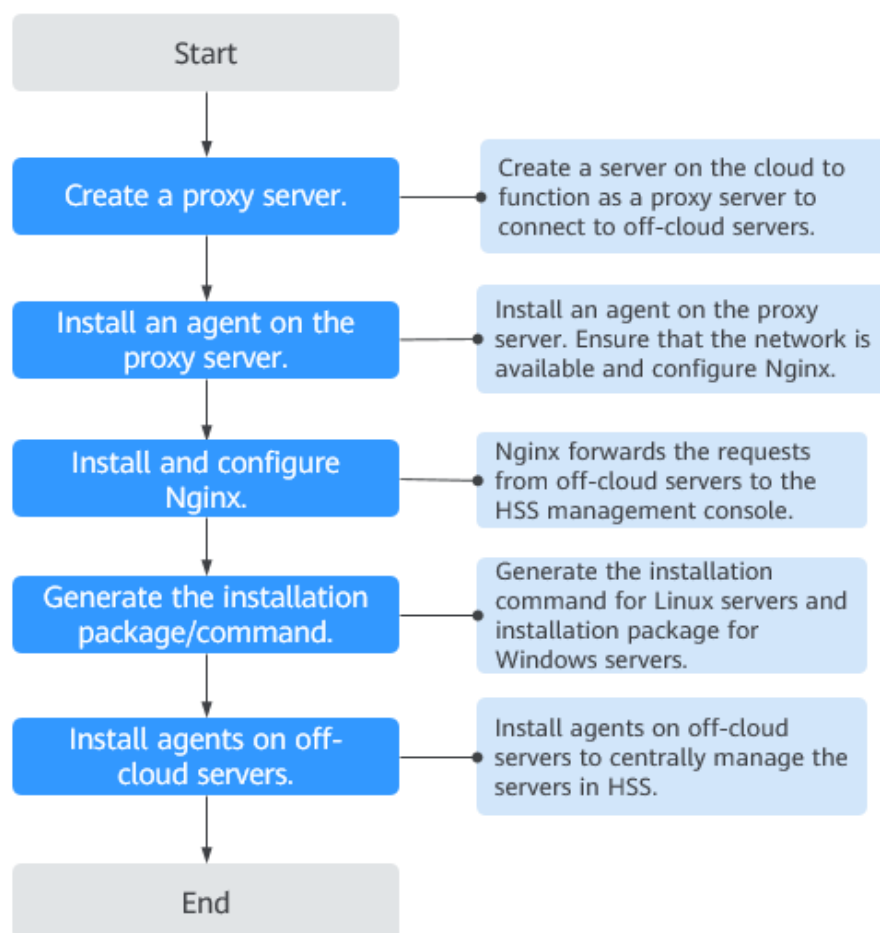 Start
Create a proxy server.
Create a server on the cloud to
function as a proxy server to
connect to off-cloud servers.
Install an agent on the
proxy server.
Install an agent on the proxy
server. Ensure that the network is
available and configure Nginx.
Install and configure
Nginx.
Nginx forwards the requests
from off-cloud servers to the
HSS management console.
Generate the installation
package/command.
Generate the installation
command for Linux servers and
installation package for
Windows servers.
Install agents on off-
cloud servers.
Install agents on off-cloud
servers to centrally manage the
servers in HSS.
End